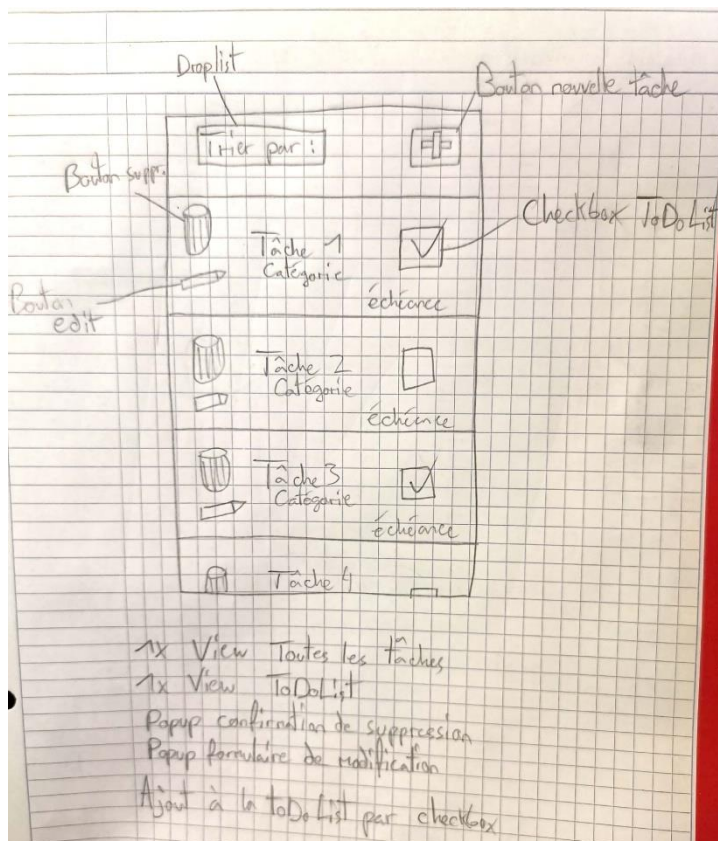 Droplist
Bouton nouvelle tâche
Trier par :
Bouton suppr.
Checkbox ToDoList
Tâche 1
Catégorie
échéance
Bouton
edit
Tâche 2
Catégorie
échéance
Tâche 3
Catégorie
échéance
Tâche 4
1x View Toutes les tâches
1x View ToDoList
Popup confirmation de suppression
Popup formulaire de modification
Ajout à la toDoList par checkbox